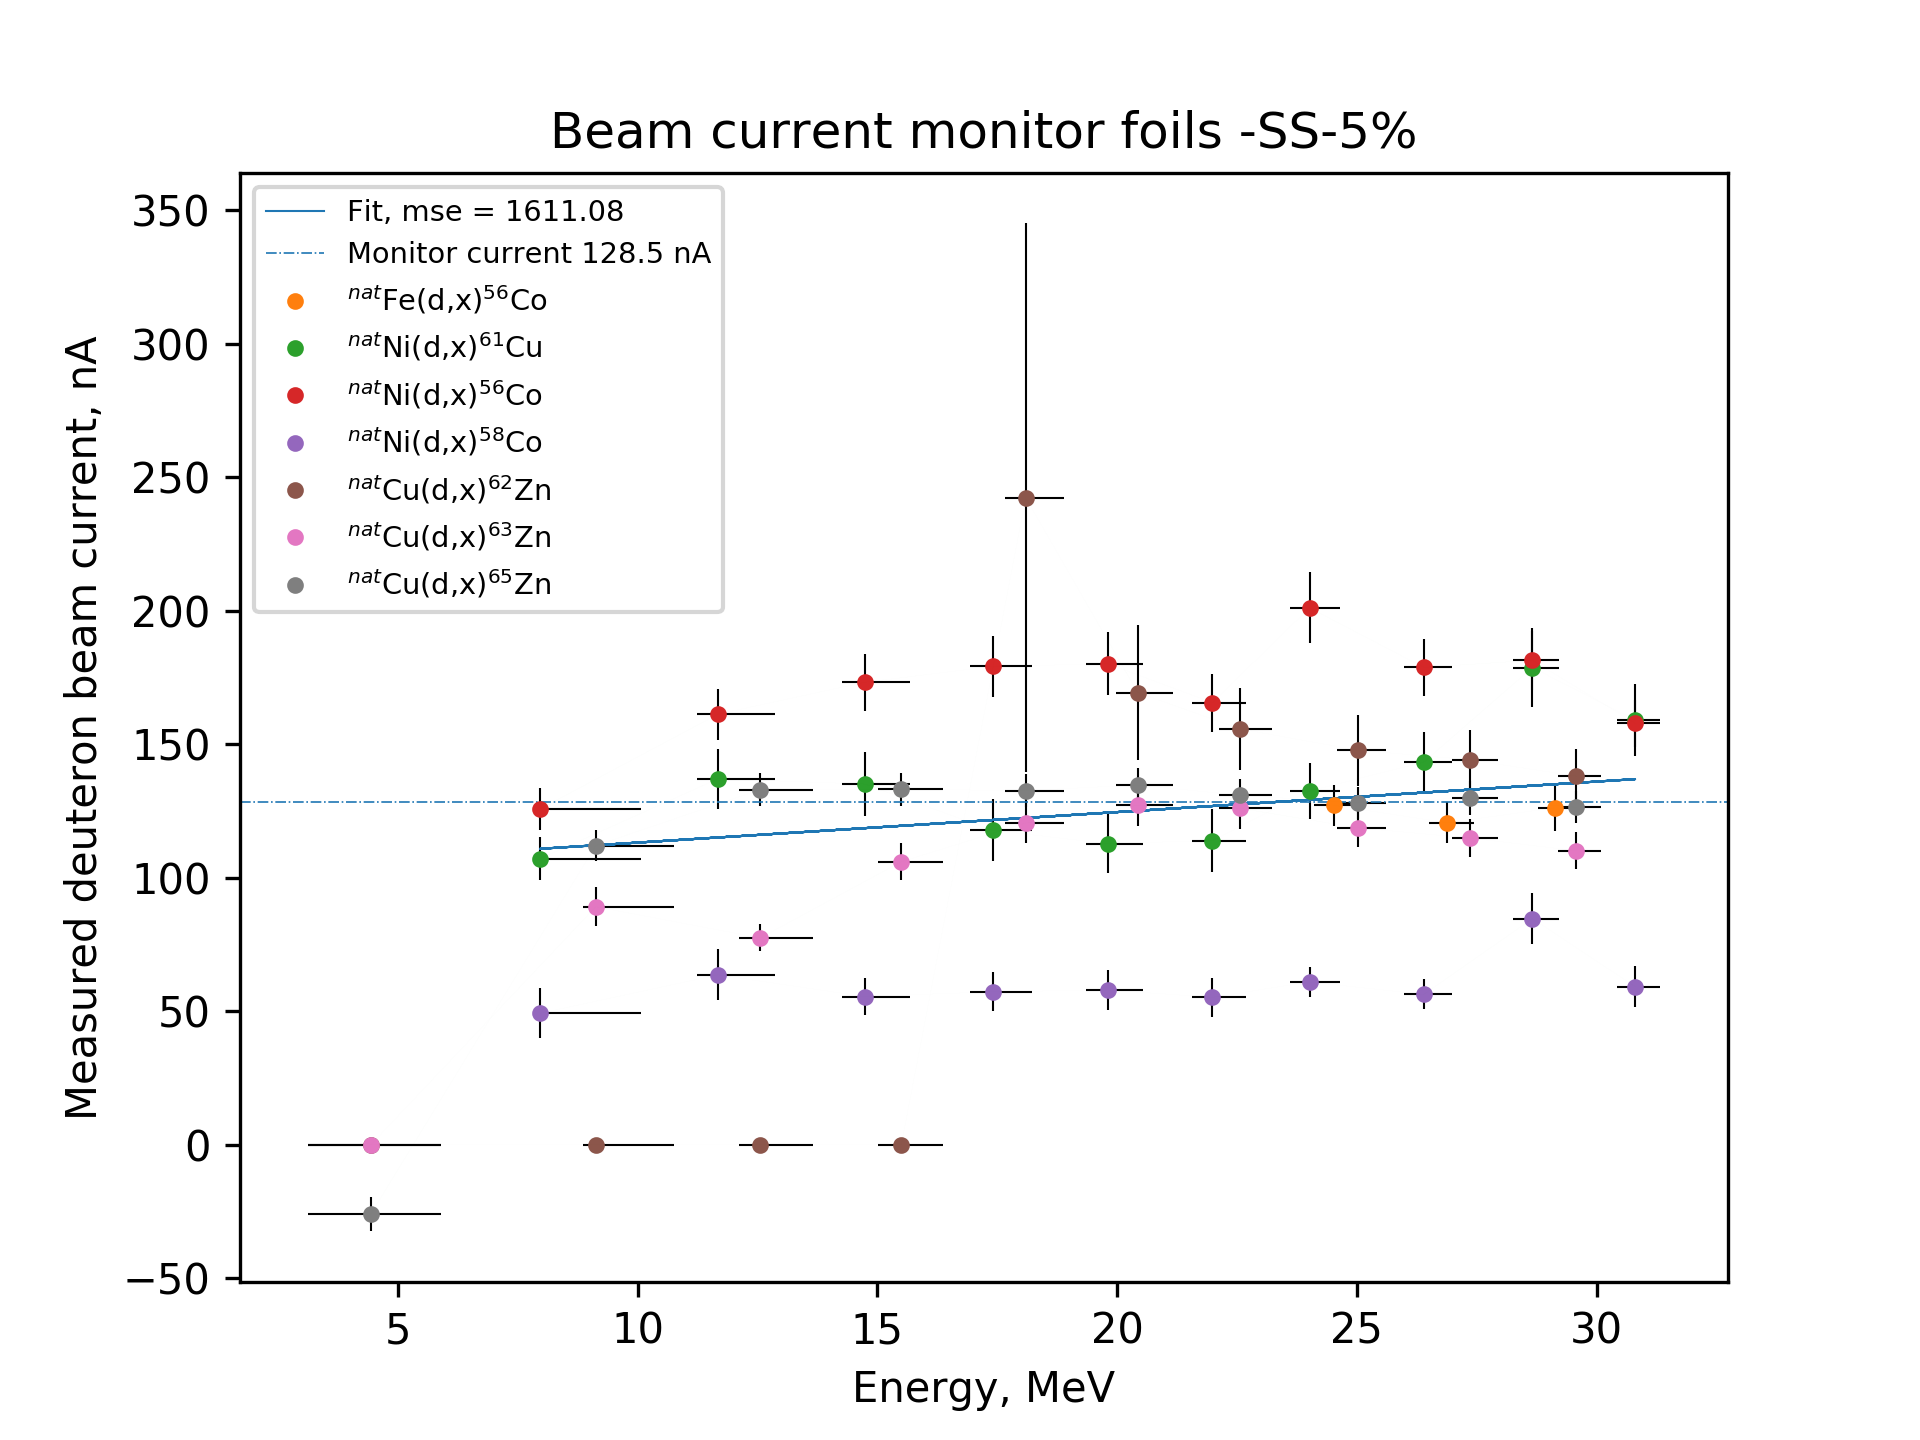 Beam current monitor foils -SS-5%
Measured deuteron beam current, nA
350
300
250
200
150
100
50
0
−50
Fit, mse = 1611.08
Monitor current 128.5 nA
natFe(d,x)56Co
natNi(d,x)61Cu
natNi(d,x)56Co
natNi(d,x)58Co
natCu(d,x)62Zn
natCu(d,x)63Zn
natCu(d,x)65Zn
5 10 15 20 25 30
Energy, MeV